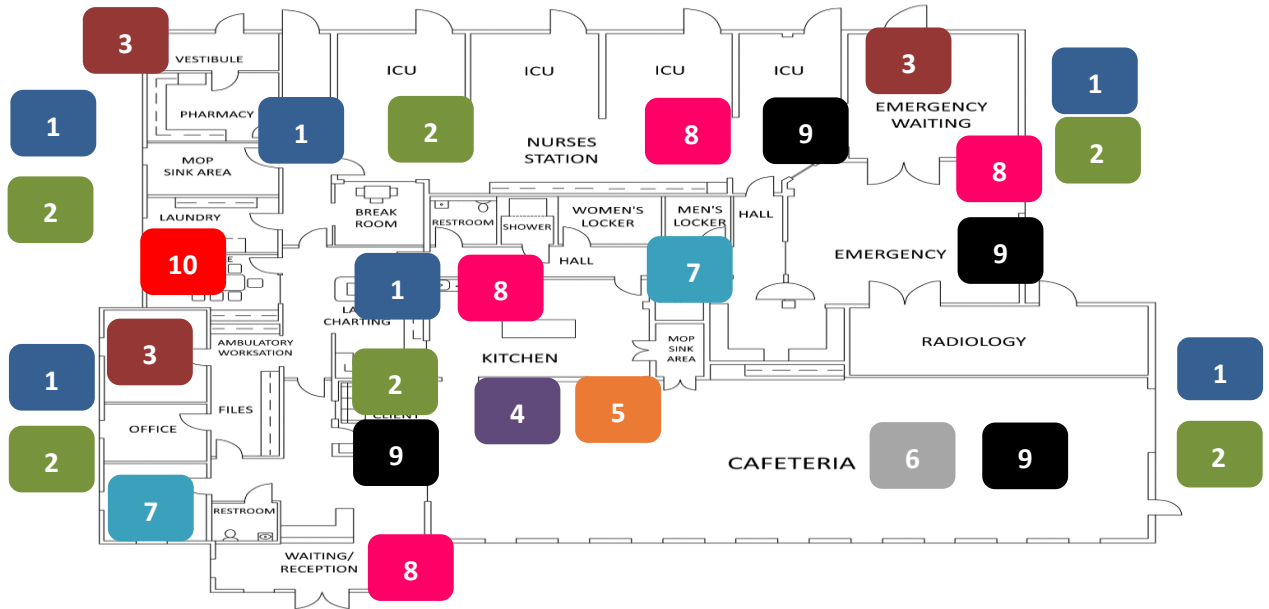 3
VESTIBULE
ICU
ICU
ICU
ICU
3
1
PHARMACY
1
2
NURSES
STATION
8
9
EMERGENCY
WAITING
1
2
MOP
SINK AREA
8
2
LAUNDRY
BREAK
ROOM
RESTROOM
SHOWER
WOMEN'S
LOCKER
MEN'S
LOCKER
HALL
10
HALL
7
EMERGENCY
9
1
8
CHARTING
3
AMBULATORY
WORKSATION
KITCHEN
MOP
SINK
AREA
RADIOLOGY
1
1
2
4
5
FILES
OFFICE
2
9
CAFETERIA
6
9
2
7
RESTROOM
WAITING/
RECEPTION
8